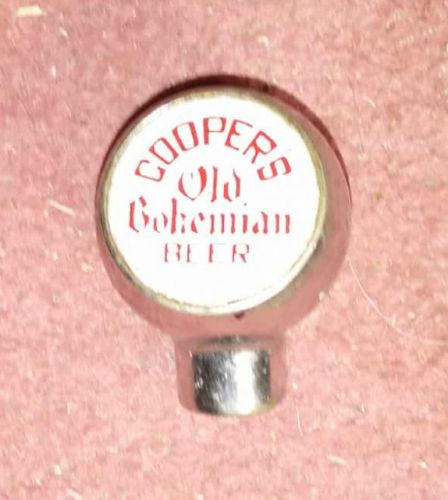 COOPERS
Old
Bohemian
BEER